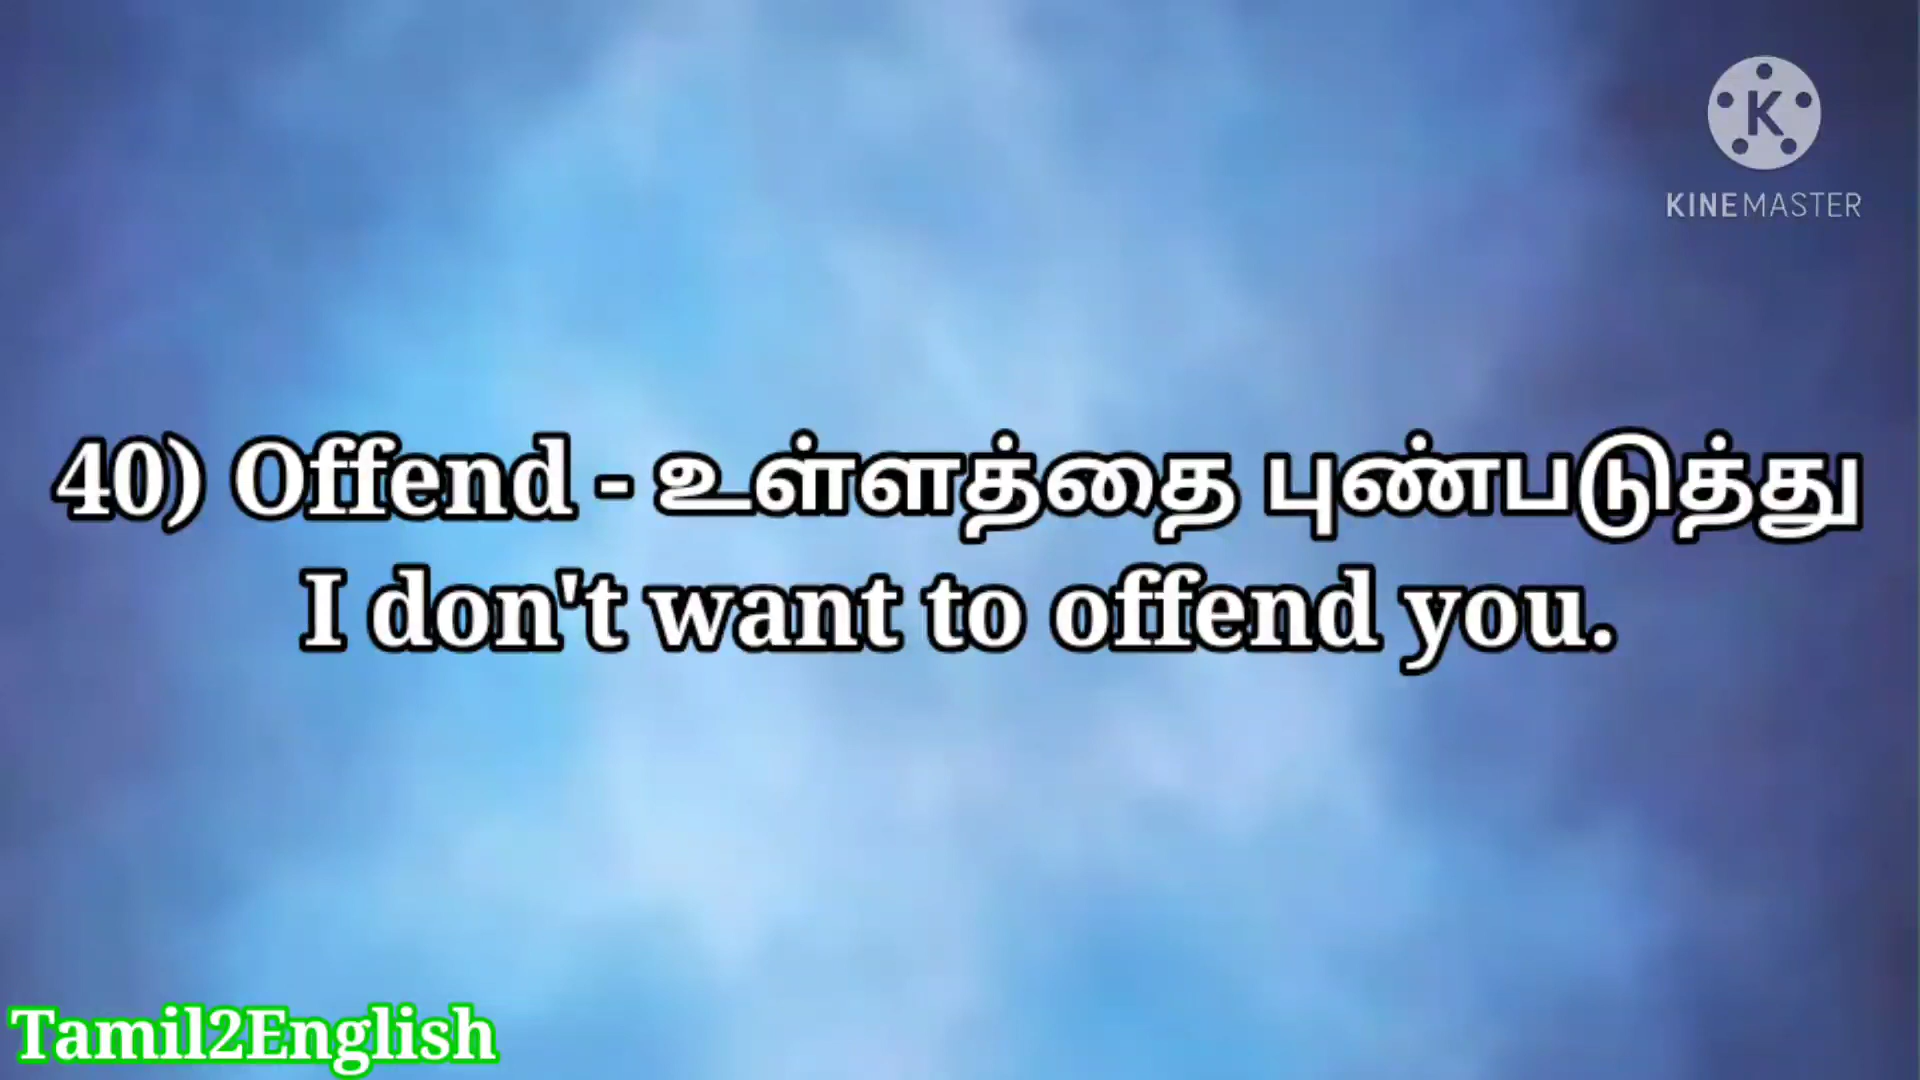 K
KINEMASTER
40) Offend - உள்ளத்தை புண்படுத்து
I don't want to offend you.
Tamil2English